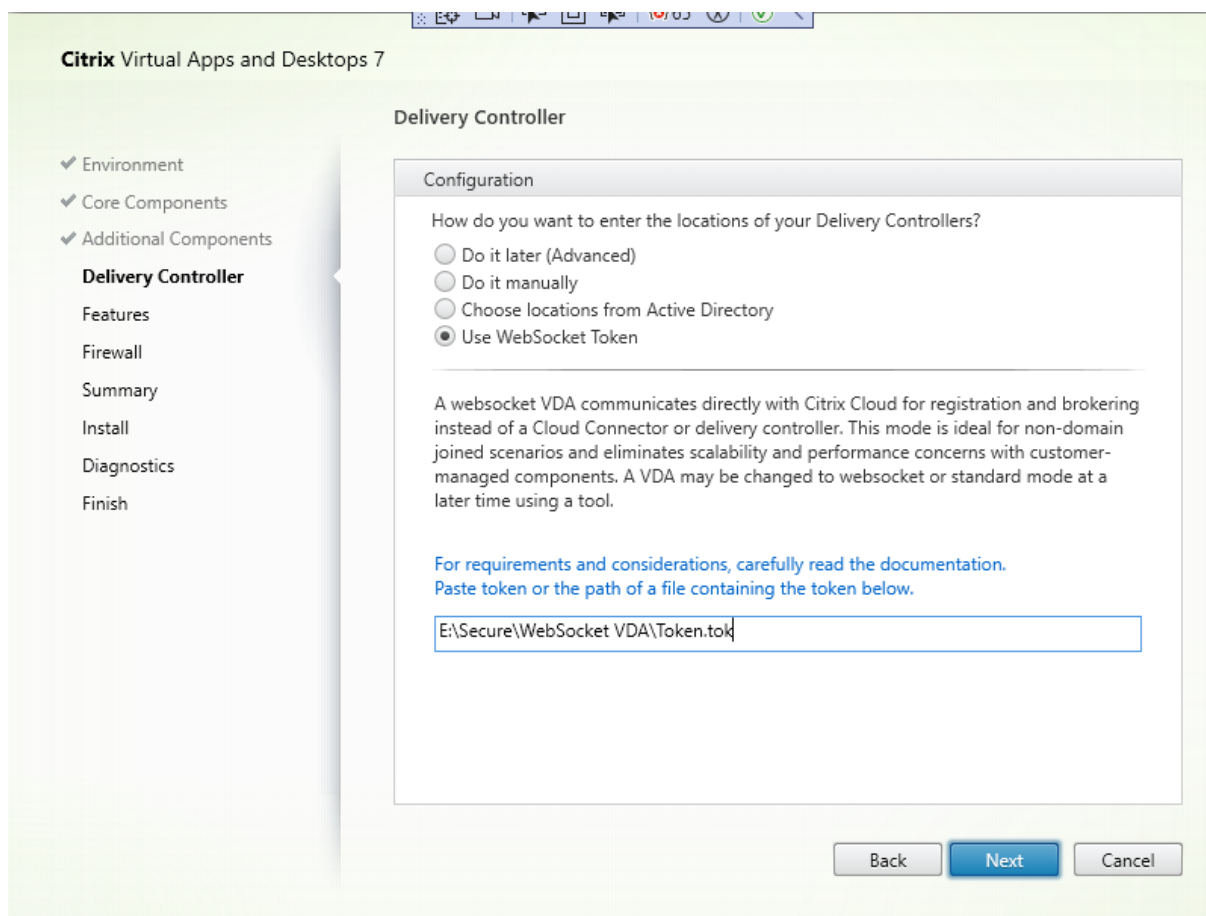 Citrix Virtual Apps and Desktops 7
Delivery Controller
Environment
Core Components
Additional Components
Delivery Controller
Features
Firewall
Summary
Install
Diagnostics
Finish
Configuration
How do you want to enter the locations of your Delivery Controllers?
Do it later (Advanced)
Do it manually
Choose locations from Active Directory
Use WebSocket Token
A websocket VDA communicates directly with Citrix Cloud for registration and brokering
instead of a Cloud Connector or delivery controller. This mode is ideal for non-domain
joined scenarios and eliminates scalability and performance concerns with customer-
managed components. A VDA may be changed to websocket or standard mode at a
later time using a tool.
For requirements and considerations, carefully read the documentation.
Paste token or the path of a file containing the token below.
E:\Secure\WebSocket VDA\Token.tok
Back
Next
Cancel